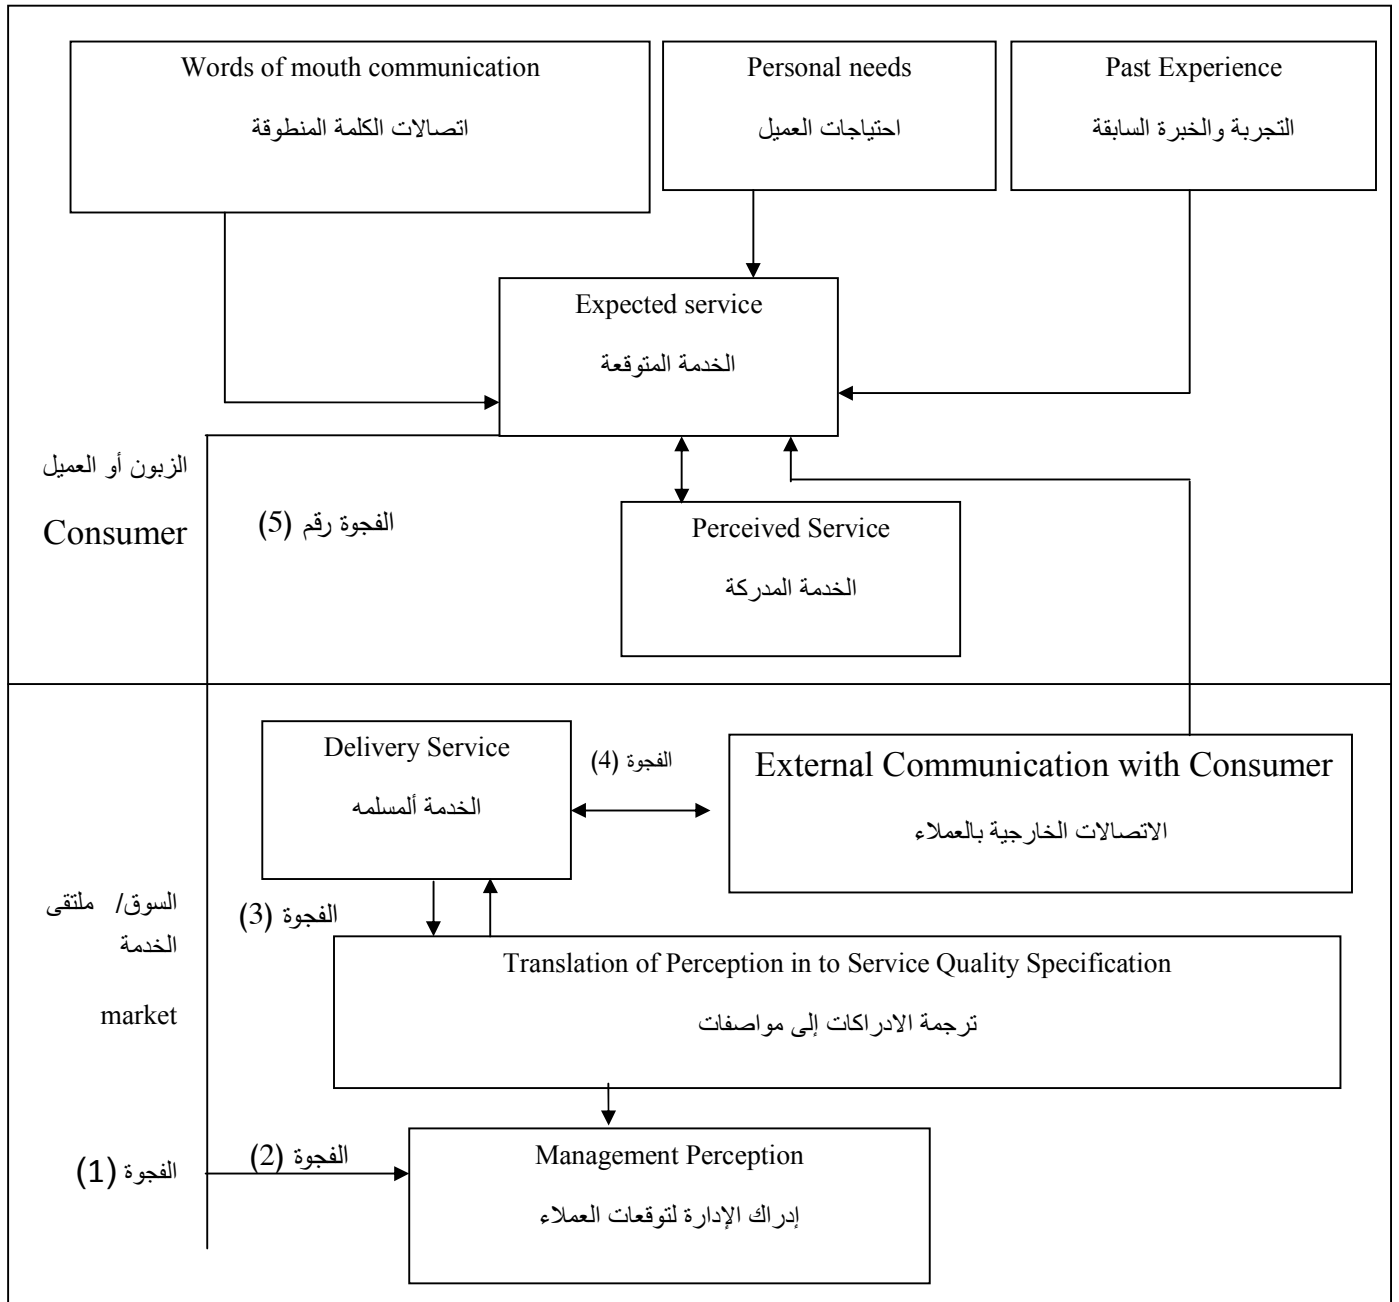 Words of mouth communication
اتصالات الكلمة المنطوقة
Personal needs
احتياجات العميل
Past Experience
التجربة والخبرة السابقة
Expected service
الخدمة المتوقعة
الزبون أو العميل
Consumer
الفجوة رقم (5)
Perceived Service
الخدمة المدركة
Delivery Service
الخدمة ألمسلمه
الفجوة (4)
External Communication with Consumer
الاتصالات الخارجية بالعملاء
السوق/ ملتقى
الخدمة
market
الفجوة (3)
Translation of Perception in to Service Quality Specification
ترجمة الادراكات إلى مواصفات
الفجوة (1)
الفجوة (2)
Management Perception
إدراك الإدارة لتوقعات العملاء